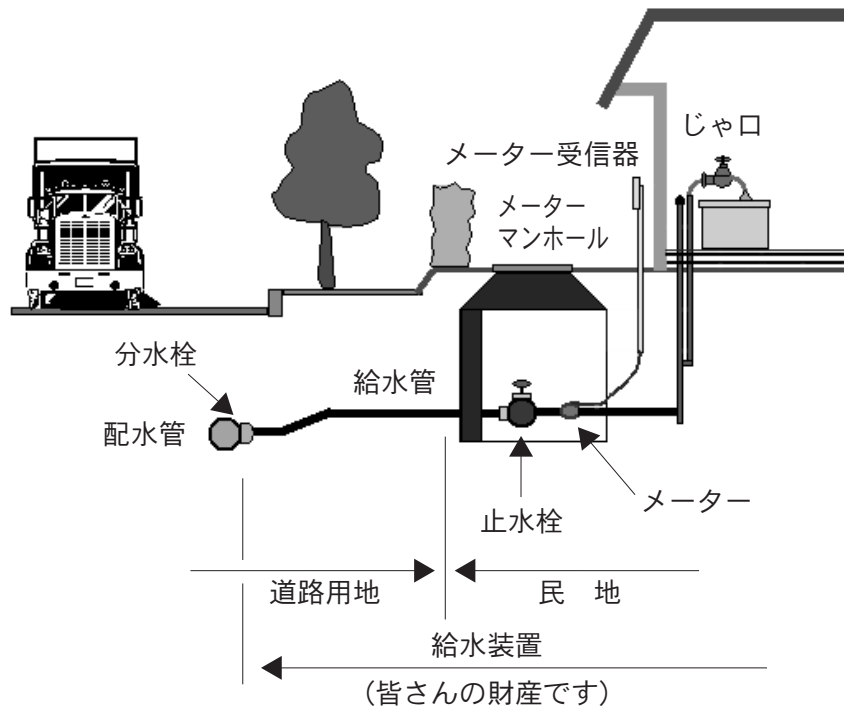 じゃ口
メーター受信器
メーター
マンホール
分水栓
給水管
配水管
メーター
止水栓
道路用地
民　地
給水装置
（皆さんの財産です）